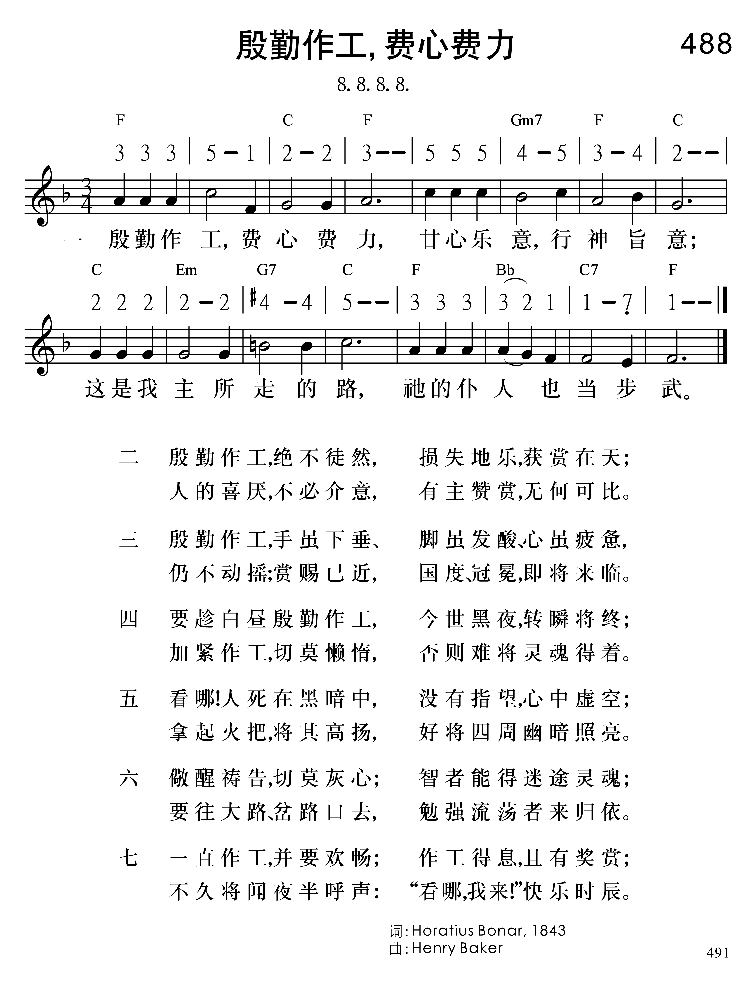 殷勤作工,费心费力
488
8. 8. 8. 8.
F C F Gm7 F C
3 3 3 | 5 – 1 | 2 – 2 | 3 – – | 5 5 5 | 4 – 5 | 3 – 4 | 2 – – |
3/4
一 殷勤作 工, 费 心 费 力, 甘心乐 意, 行 神 旨 意;
C Em G7 C F Bb C7 F
2 2 2 | 2 – 2 | #4 – 4 | 5 – – | 3 3 3 | 3 2 1 | 1 – 7̣ | 1 – – ‖
这是我 主 所 走 的 路, 祂的仆 人 也 当 步 武。
二 殷勤作工,绝不徒然, 损失地乐,获赏在天;
人的喜厌,不必介意, 有主赞赏,无何可比。
三 殷勤作工,手虽下垂、 脚虽发酸、心虽疲惫,
仍不动摇;赏赐已近, 国度、冠冕,即将来临。
四 要趁白昼殷勤作工, 今世黑夜,转瞬将终;
加紧作工,切莫懒惰, 否则难将灵魂得着。
五 看哪!人死在黑暗中, 没有指望,心中虚空;
拿起火把,将其高扬, 好将四周幽暗照亮。
六 儆醒祷告,切莫灰心; 智者能得迷途灵魂;
要往大路、岔路口去, 勉强流荡者来归依。
七 一直作工,并要欢畅; 作工得息,且有奖赏;
不久将闻夜半呼声: “看哪,我来!”快乐时辰。
词: Horatius Bonar, 1843
曲: Henry Baker
491